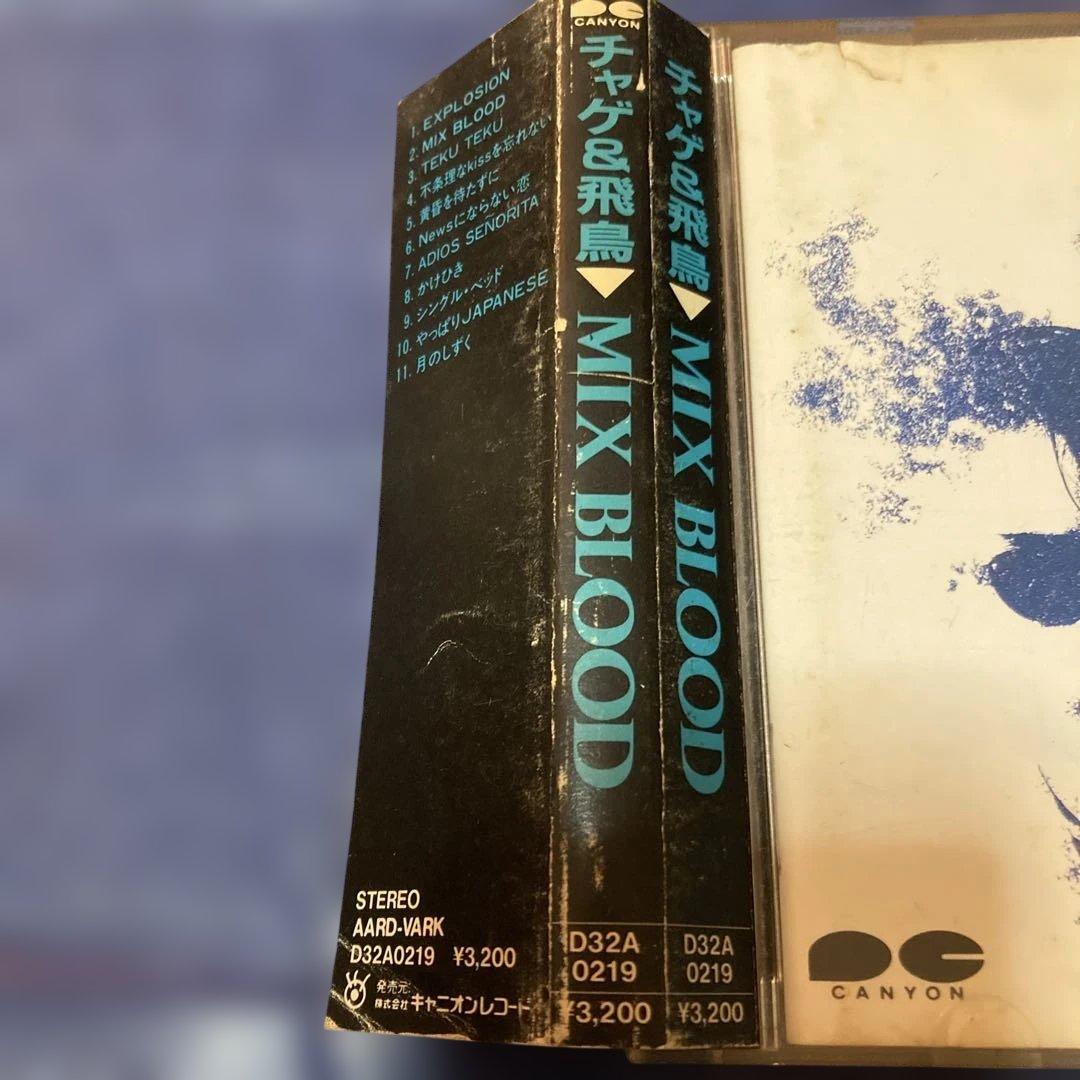 1. EXPLOSION
2. MIX BLOOD
3. TEKU TEKU
4. 不条理なkissを忘れない
5. 黄昏を待たずに
6. Newsにならない恋
7. ADIOS SEÑORITA
8. かけひき
9. シングル・ベッド
10. やっぱりJAPANESE
11. 月のしずく
STEREO
AARD-VARK
D32A0219 ¥3,200
発売元
株式会社キャニオンレコード
CANYON
チャゲ&飛鳥 MIX BLOOD
D32A
0219
¥3,200
チャゲ&飛鳥 MIX BLOOD
D32A
0219
¥3,200
CANYON